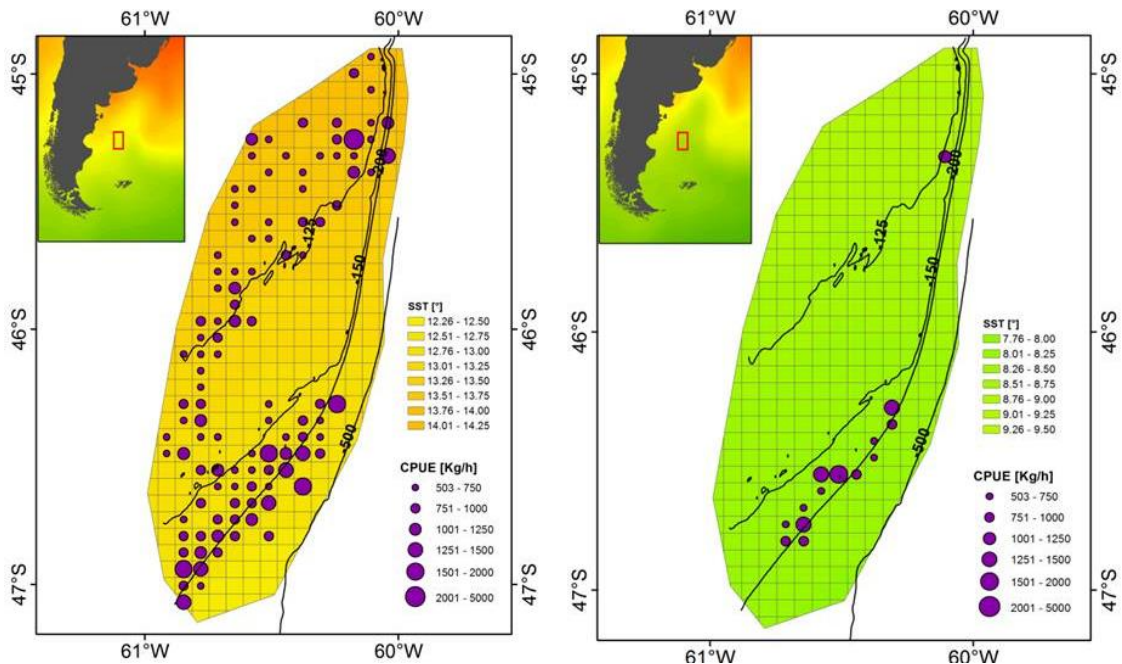 61°W 60°W 61°W 60°W
45°S 45°S 45°S 45°S
-200 -200
-125 -125
-150 -150
46°S 46°S 46°S 46°S
SST [°]
12.26 - 12.50
12.51 - 12.75
12.76 - 13.00
13.01 - 13.25
13.26 - 13.50
13.51 - 13.75
13.76 - 14.00
14.01 - 14.25
SST [°]
7.76 - 8.00
8.01 - 8.25
8.26 - 8.50
8.51 - 8.75
8.76 - 9.00
9.01 - 9.25
9.26 - 9.50
-500 -500
CPUE [Kg/h]
503 - 750
751 - 1000
1001 - 1250
1251 - 1500
1501 - 2000
2001 - 5000
CPUE [Kg/h]
503 - 750
751 - 1000
1001 - 1250
1251 - 1500
1501 - 2000
2001 - 5000
47°S 47°S 47°S 47°S
61°W 60°W 61°W 60°W